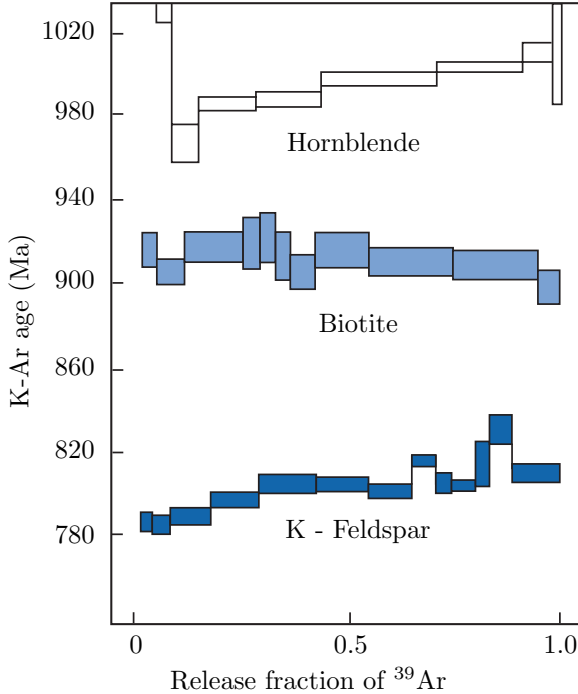 1020
980
Hornblende
940
900
Biotite
860
820
K - Feldspar
780
K-Ar age (Ma)
0
0.5
1.0
Release fraction of ³⁹Ar